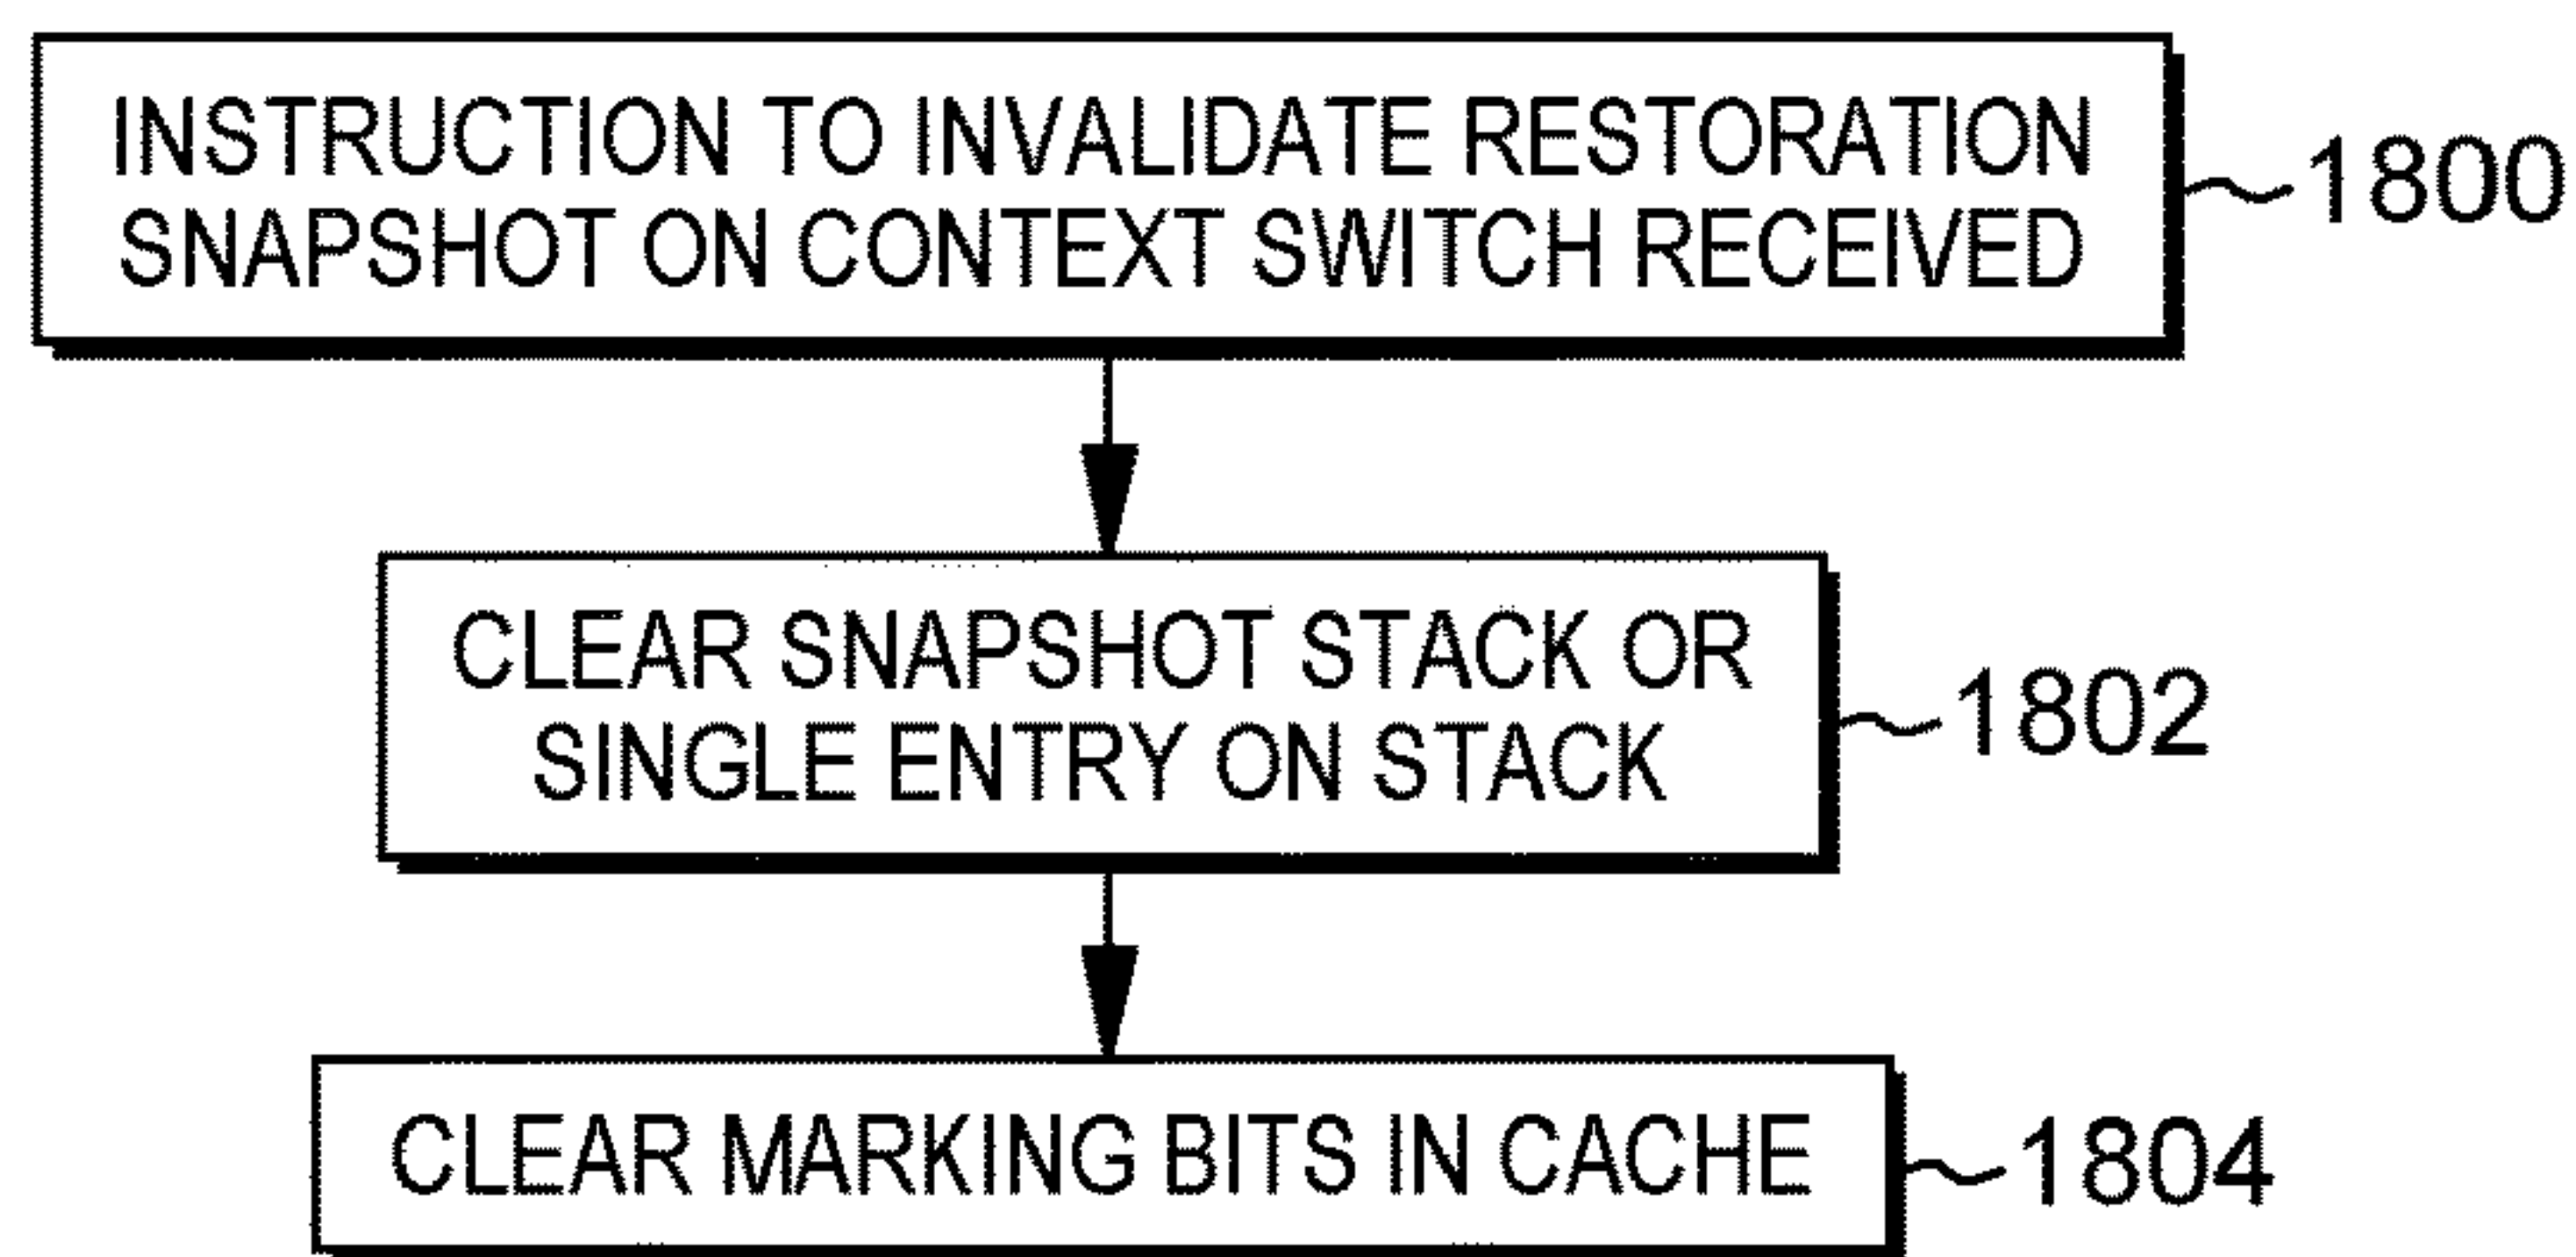 INSTRUCTION TO INVALIDATE RESTORATION
SNAPSHOT ON CONTEXT SWITCH RECEIVED
1800
CLEAR SNAPSHOT STACK OR
SINGLE ENTRY ON STACK
1802
CLEAR MARKING BITS IN CACHE
1804